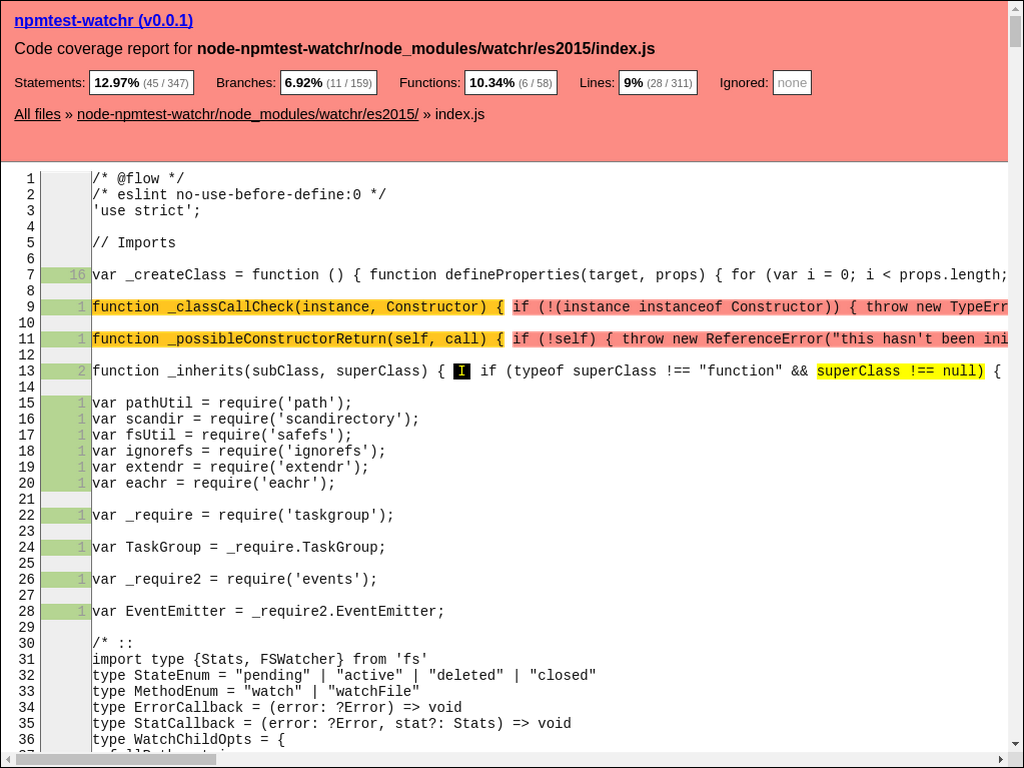 npmtest-watchr (v0.0.1)
Code coverage report for node-npmtest-watchr/node_modules/watchr/es2015/index.js
Statements: 12.97% (45 / 347) Branches: 6.92% (11 / 159) Functions: 10.34% (6 / 58) Lines: 9% (28 / 311) Ignored: none
All files » node-npmtest-watchr/node_modules/watchr/es2015/ » index.js
1 /* @flow */
2 /* eslint no-use-before-define:0 */
3 'use strict';
4
5 // Imports
6
7 16 var _createClass = function () { function defineProperties(target, props) { for (var i = 0; i < props.length;
8
9 1 function _classCallCheck(instance, Constructor) { if (!(instance instanceof Constructor)) { throw new TypeErr
10
11 1 function _possibleConstructorReturn(self, call) { if (!self) { throw new ReferenceError("this hasn't been ini
12
13 2 function _inherits(subClass, superClass) { I if (typeof superClass !== "function" && superClass !== null) {
14
15 1 var pathUtil = require('path');
16 1 var scandir = require('scandirectory');
17 1 var fsUtil = require('safefs');
18 1 var ignorefs = require('ignorefs');
19 1 var extendr = require('extendr');
20 1 var eachr = require('eachr');
21
22 1 var _require = require('taskgroup');
23
24 1 var TaskGroup = _require.TaskGroup;
25
26 1 var _require2 = require('events');
27
28 1 var EventEmitter = _require2.EventEmitter;
29
30 /* ::
31 import type {Stats, FSWatcher} from 'fs'
32 type StateEnum = "pending" | "active" | "deleted" | "closed"
33 type MethodEnum = "watch" | "watchFile"
34 type ErrorCallback = (error: ?Error) => void
35 type StatCallback = (error: ?Error, stat?: Stats) => void
36 type WatchChildOpts = {